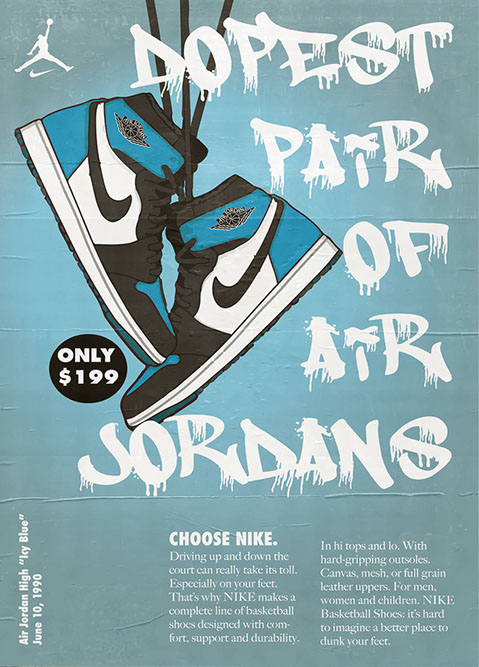 DOPEST
PAiR
OF
AiR
JORDANS
ONLY
$199
Air Jordan High "Icy Blue"
June 10, 1990
CHOOSE NIKE.
Driving up and down the
court can really take its toll.
Especially on your feet.
That's why NIKE makes a
complete line of basketball
shoes designed with com-
fort, support and durability.
In hi tops and lo. With
hard-gripping outsoles.
Canvas, mesh, or full grain
leather uppers. For men,
women and children. NIKE
Basketball Shoes: it's hard
to imagine a better place to
dunk your feet.